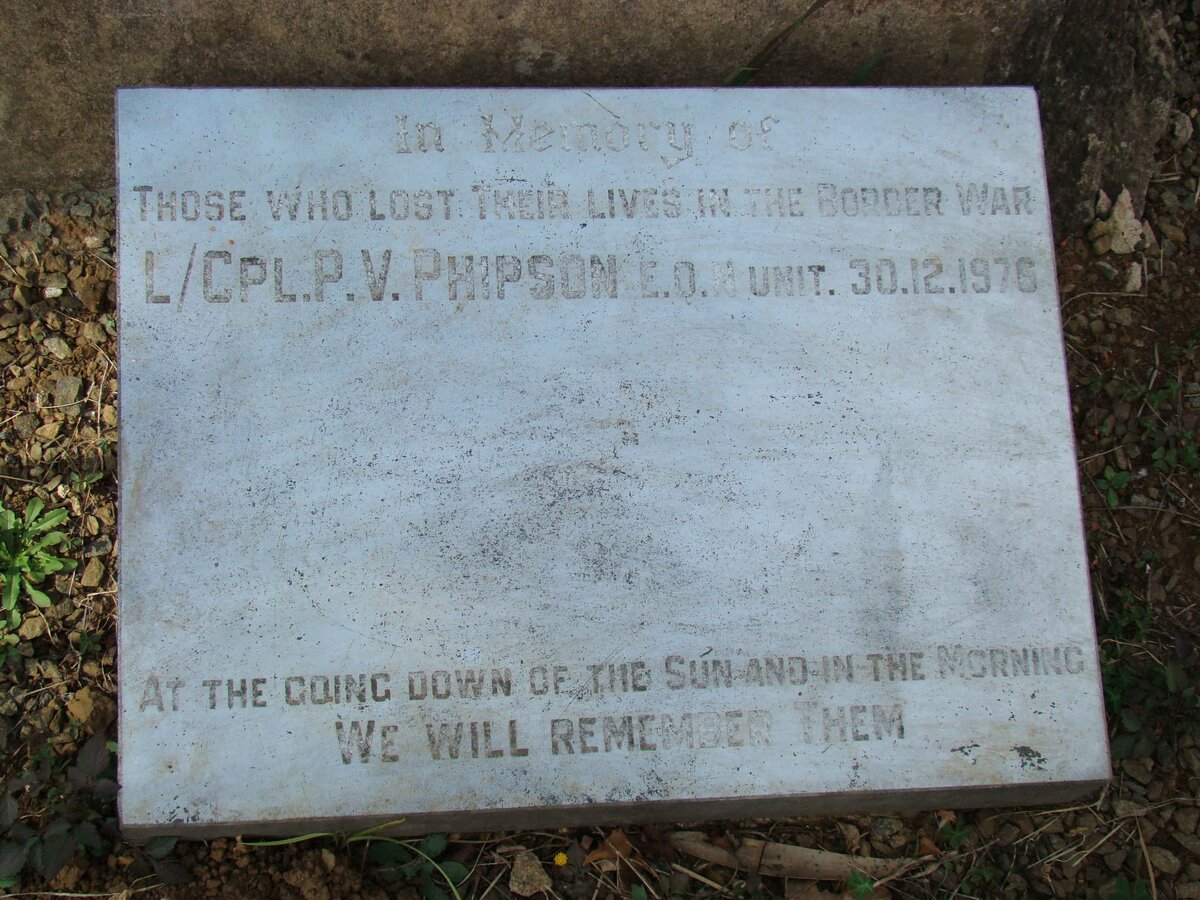 In Memory of
THOSE WHO LOST THEIR LIVES IN THE BORDER WAR
L/CPL. P. V. PHIPSON E.O.H UNIT. 30.12.1976
AT THE GOING DOWN OF THE SUN AND IN THE MORNING
WE WILL REMEMBER THEM